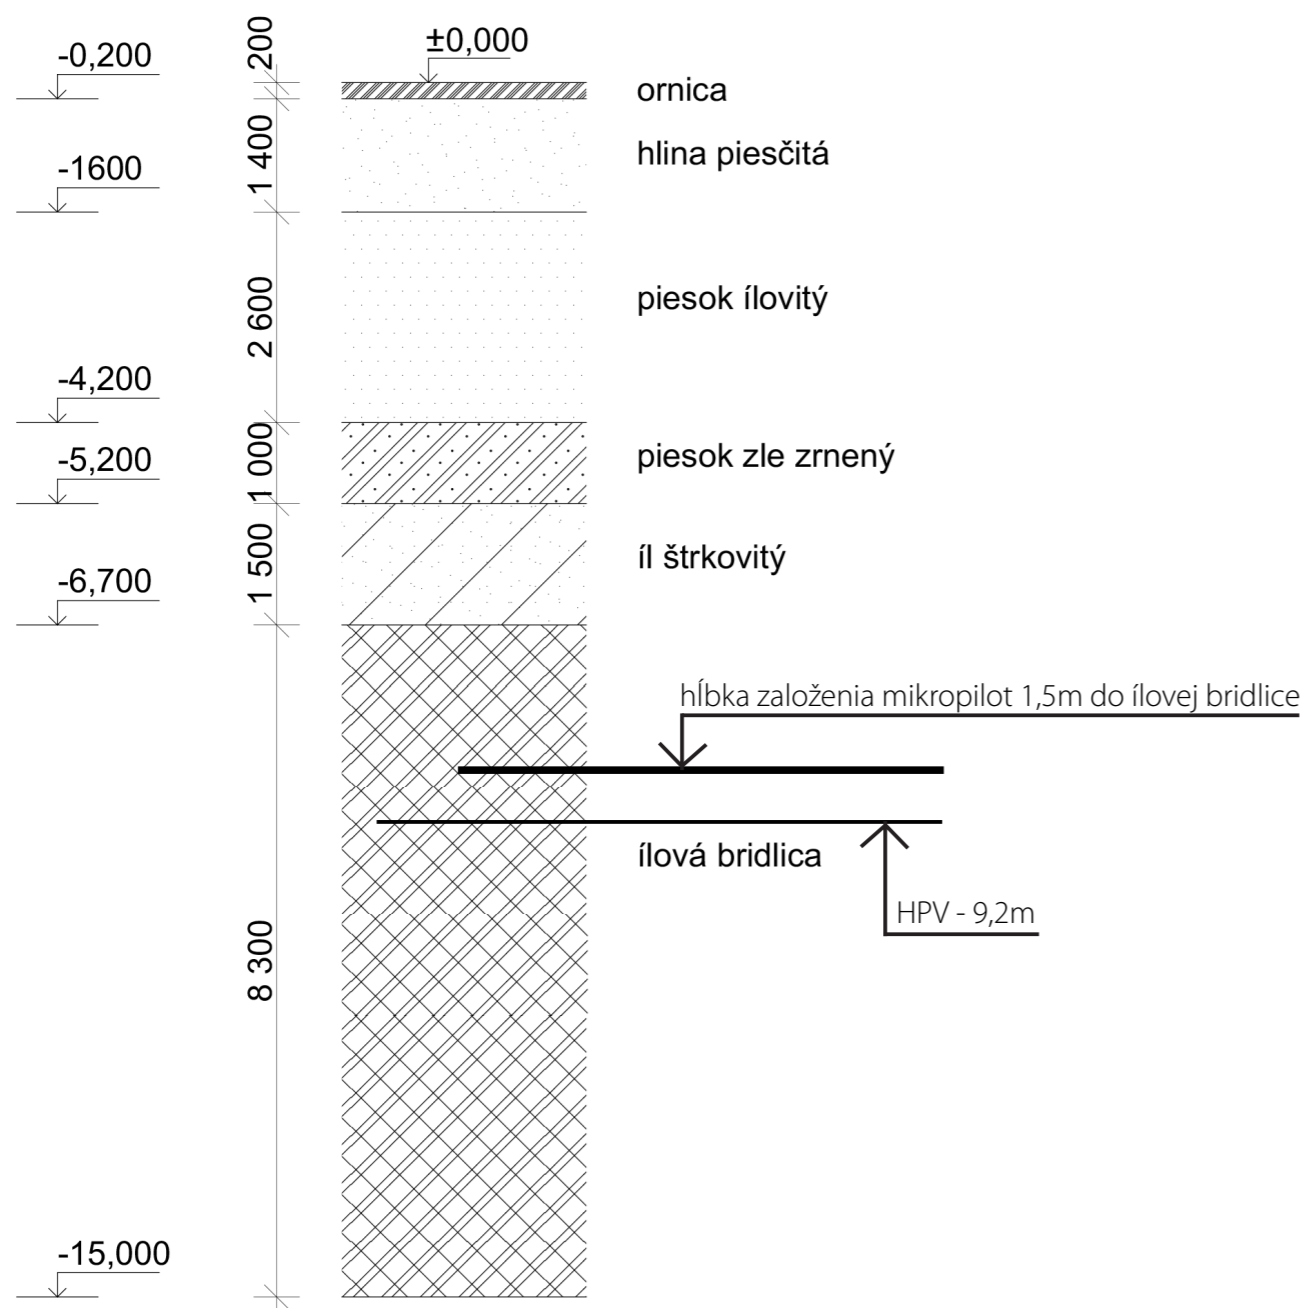 ±0,000
-0,200
200
ornica
1 400
hlina piesčitá
-1600
2 600
piesok ílovitý
-4,200
1 000
piesok zle zrnený
-5,200
1 500
íl štrkovitý
-6,700
hĺbka založenia mikropilot 1,5m do ílovej bridlice
ílová bridlica
HPV - 9,2m
8 300
-15,000